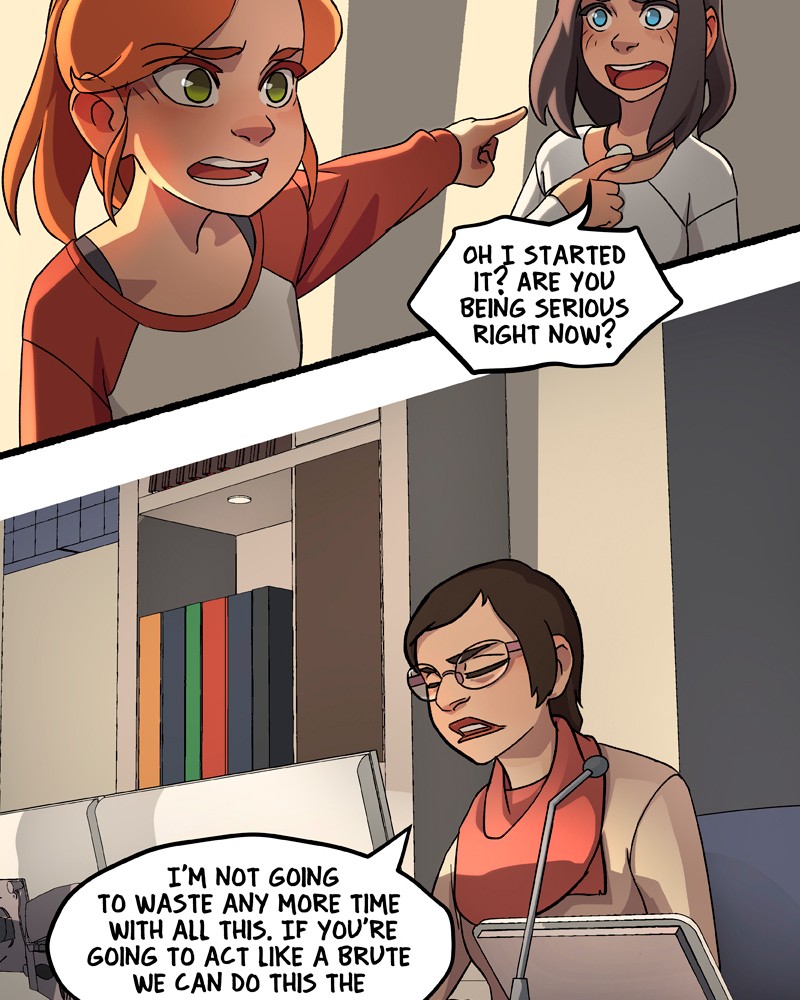 OH I STARTED
IT? ARE YOU
BEING SERIOUS
RIGHT NOW?
I'M NOT GOING
TO WASTE ANY MORE TIME
WITH ALL THIS. IF YOU'RE
GOING TO ACT LIKE A BRUTE
WE CAN DO THIS THE